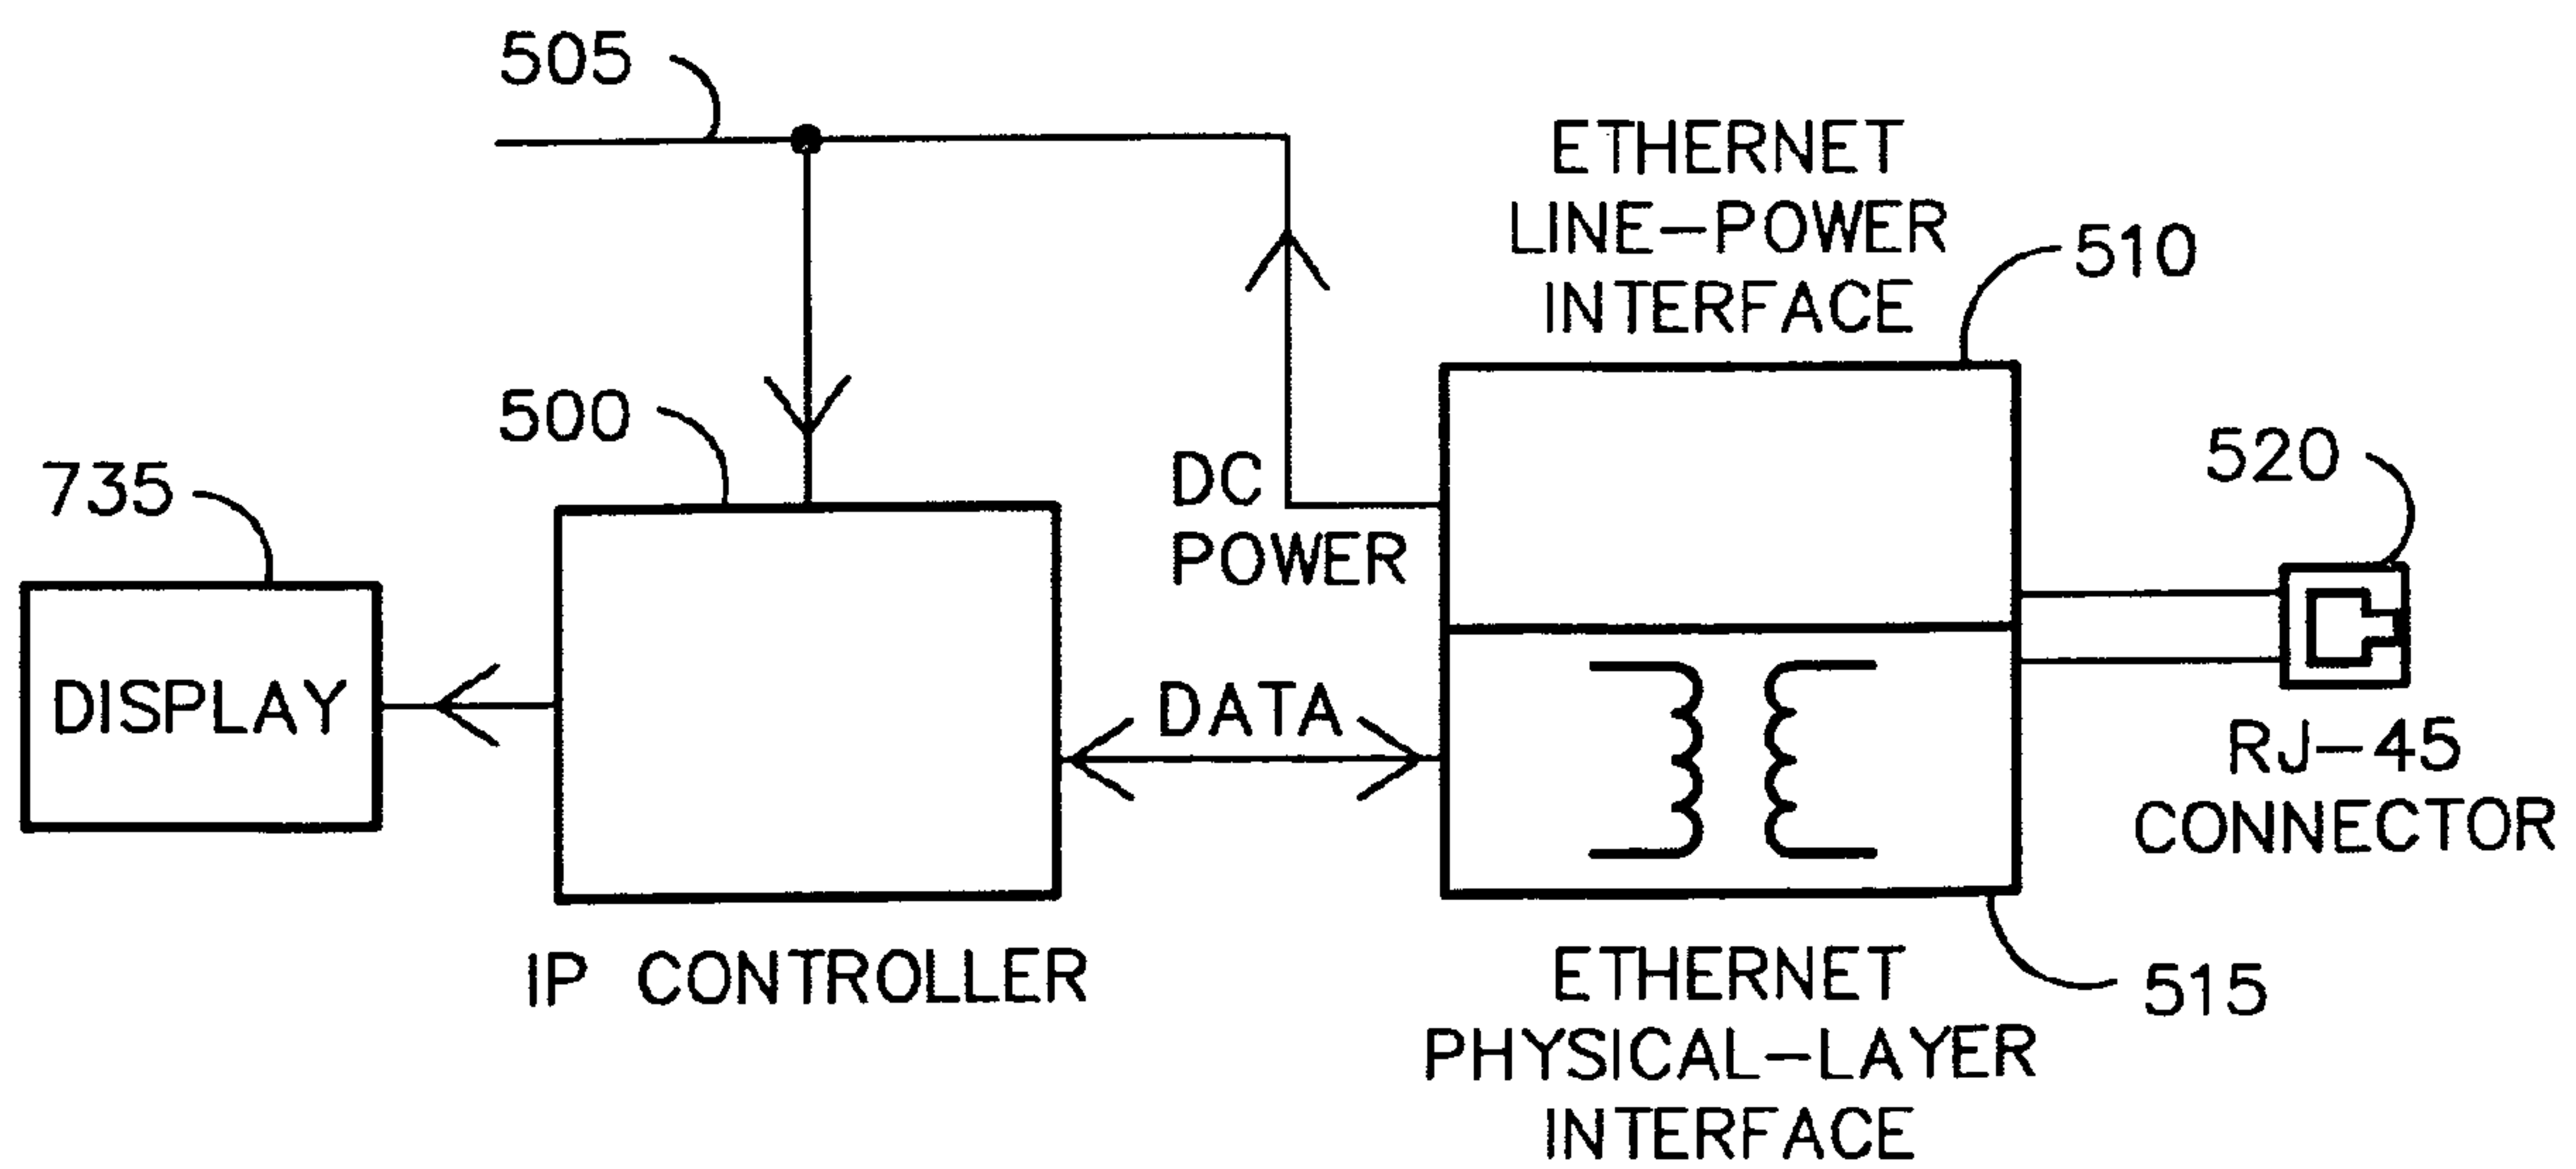 505
ETHERNET
LINE-POWER
INTERFACE
510
500
735
DC
POWER
520
DISPLAY
DATA
RJ-45
CONNECTOR
IP CONTROLLER
ETHERNET
PHYSICAL-LAYER
INTERFACE
515